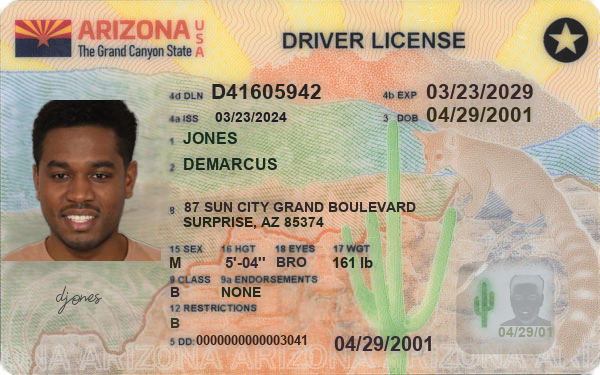 ARIZONA USA
The Grand Canyon State
DRIVER LICENSE
4d DLN D41605942 4b EXP 03/23/2029
4a ISS 03/23/2024 3 DOB 04/29/2001
1 JONES
2 DEMARCUS
8 87 SUN CITY GRAND BOULEVARD
SURPRISE, AZ 85374
15 SEX 16 HGT 18 EYES 17 WGT
M 5'-04" BRO 161 lb
9 CLASS 9a ENDORSEMENTS
B NONE
12 RESTRICTIONS
B
5 DD: 0000000000003041 04/29/2001
djones
04/29/01
ARIZONA ARIZONA ARIZONA